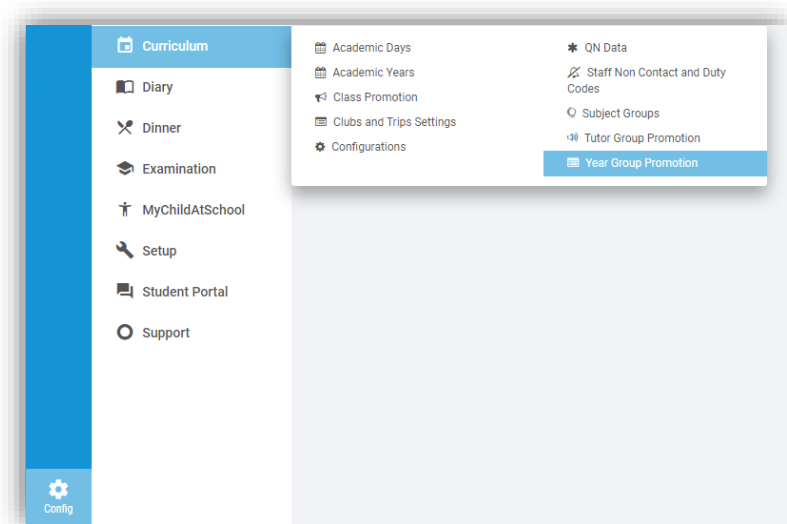 Curriculum
Diary
Dinner
Examination
MyChildAtSchool
Setup
Student Portal
Support
Academic Days
Academic Years
Class Promotion
Clubs and Trips Settings
Configurations
QN Data
Staff Non Contact and Duty
Codes
Subject Groups
Tutor Group Promotion
Year Group Promotion
Config